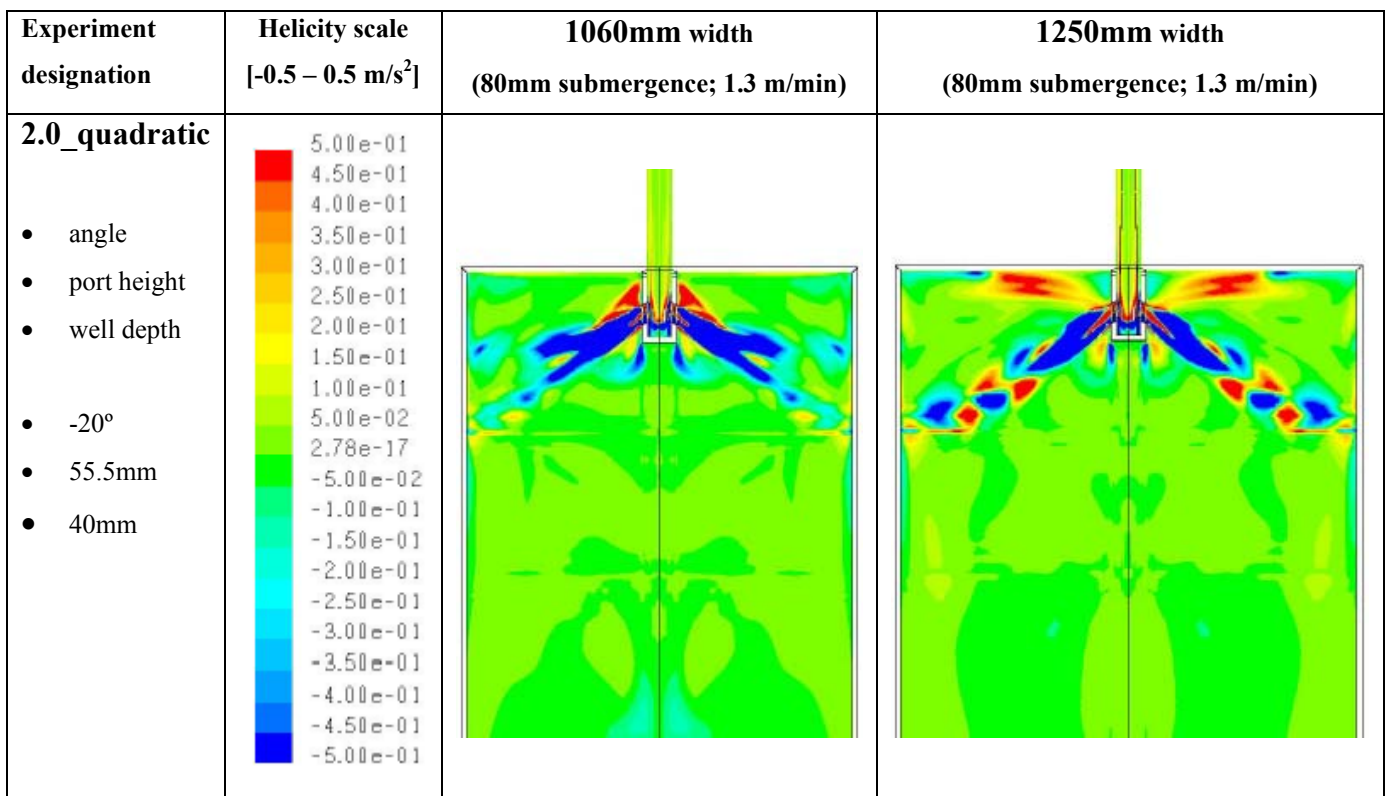 Experiment designation
Helicity scale [-0.5 – 0.5 m/s²]
1060mm width
(80mm submergence; 1.3 m/min)
1250mm width
(80mm submergence; 1.3 m/min)
2.0_quadratic
• angle
• port height
• well depth
• -20º
• 55.5mm
• 40mm
5.00e-01
4.50e-01
4.00e-01
3.50e-01
3.00e-01
2.50e-01
2.00e-01
1.50e-01
1.00e-01
5.00e-02
2.78e-17
-5.00e-02
-1.00e-01
-1.50e-01
-2.00e-01
-2.50e-01
-3.00e-01
-3.50e-01
-4.00e-01
-4.50e-01
-5.00e-01